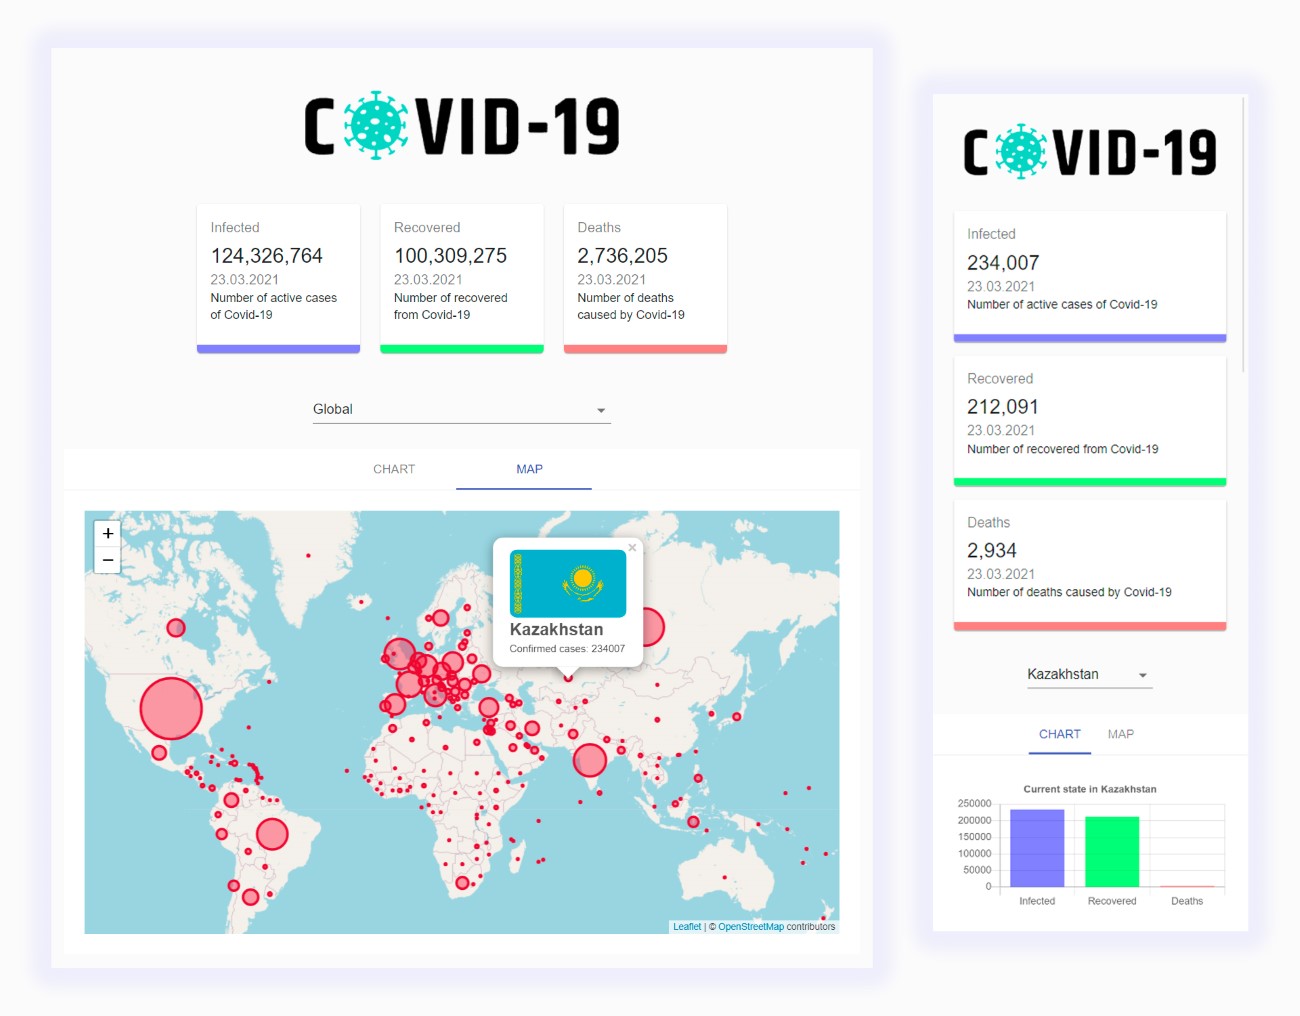 COVID-19
Infected
124,326,764
23.03.2021
Number of active cases
of Covid-19
Recovered
100,309,275
23.03.2021
Number of recovered
from Covid-19
Deaths
2,736,205
23.03.2021
Number of deaths
caused by Covid-19
Global
CHART MAP
+
−
×
Kazakhstan
Confirmed cases: 234007
Leaflet | © OpenStreetMap contributors
COVID-19
Infected
234,007
23.03.2021
Number of active cases of Covid-19
Recovered
212,091
23.03.2021
Number of recovered from Covid-19
Deaths
2,934
23.03.2021
Number of deaths caused by Covid-19
Kazakhstan
CHART MAP
Current state in Kazakhstan
250000
200000
150000
100000
50000
0
Infected Recovered Deaths